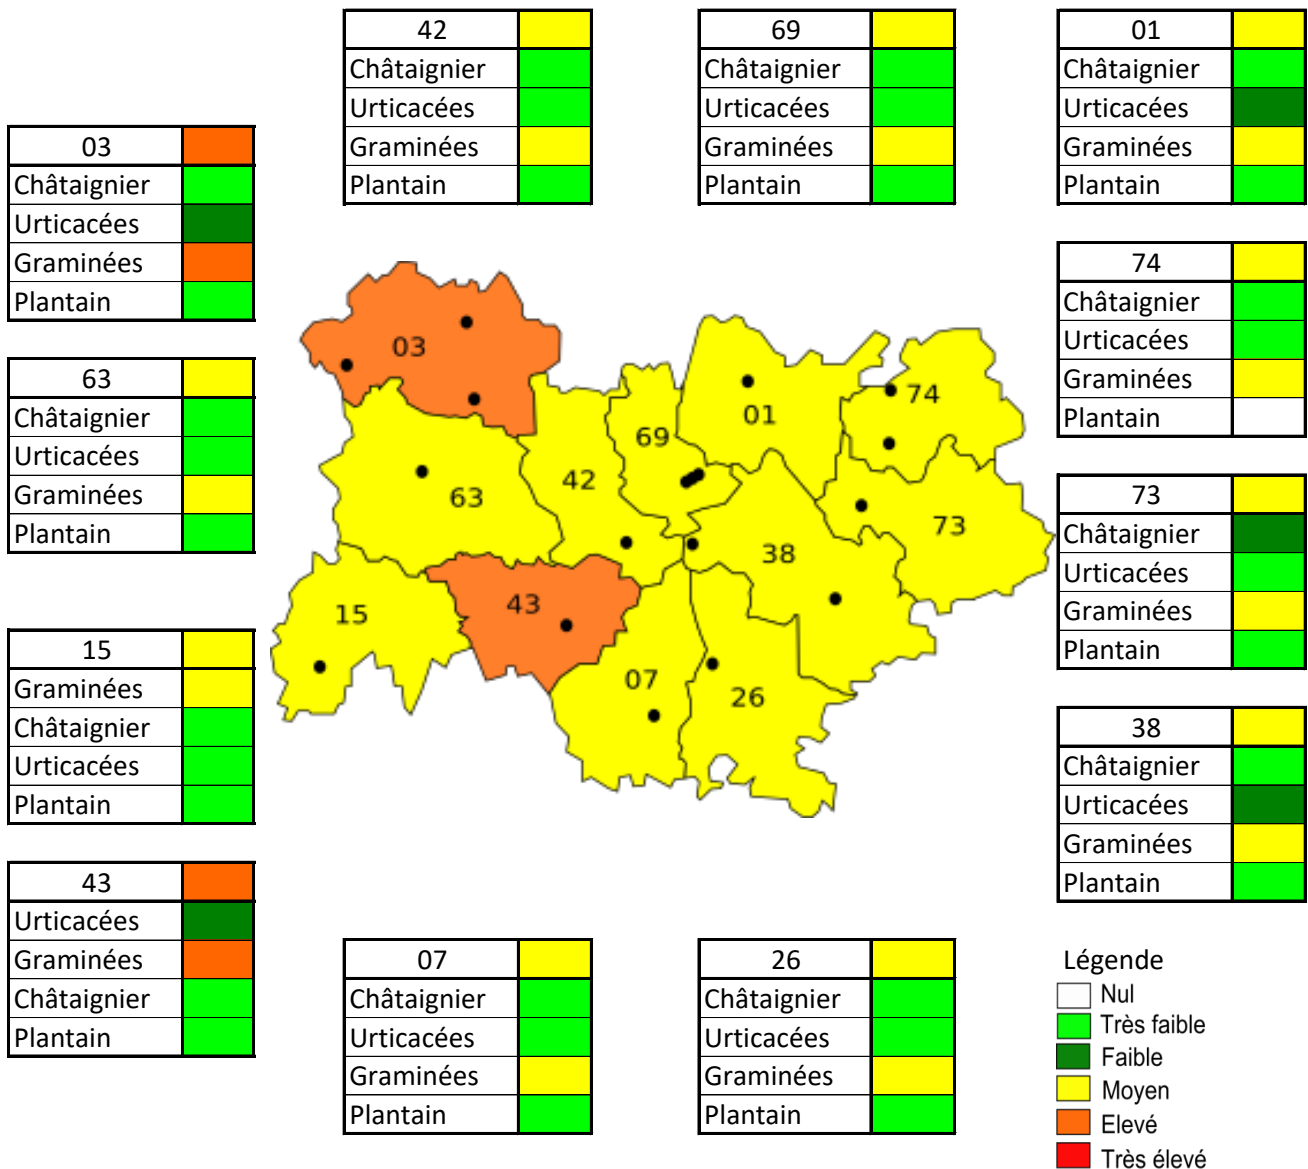 42
Châtaignier
Urticacées
Graminées
Plantain
69
Châtaignier
Urticacées
Graminées
Plantain
01
Châtaignier
Urticacées
Graminées
Plantain
03
Châtaignier
Urticacées
Graminées
Plantain
74
Châtaignier
Urticacées
Graminées
Plantain
63
Châtaignier
Urticacées
Graminées
Plantain
03
74
01
69
42
63
73
38
43
15
07
26
73
Châtaignier
Urticacées
Graminées
Plantain
15
Graminées
Châtaignier
Urticacées
Plantain
38
Châtaignier
Urticacées
Graminées
Plantain
43
Urticacées
Graminées
Châtaignier
Plantain
07
Châtaignier
Urticacées
Graminées
Plantain
26
Châtaignier
Urticacées
Graminées
Plantain
Légende
Nul
Très faible
Faible
Moyen
Elevé
Très élevé